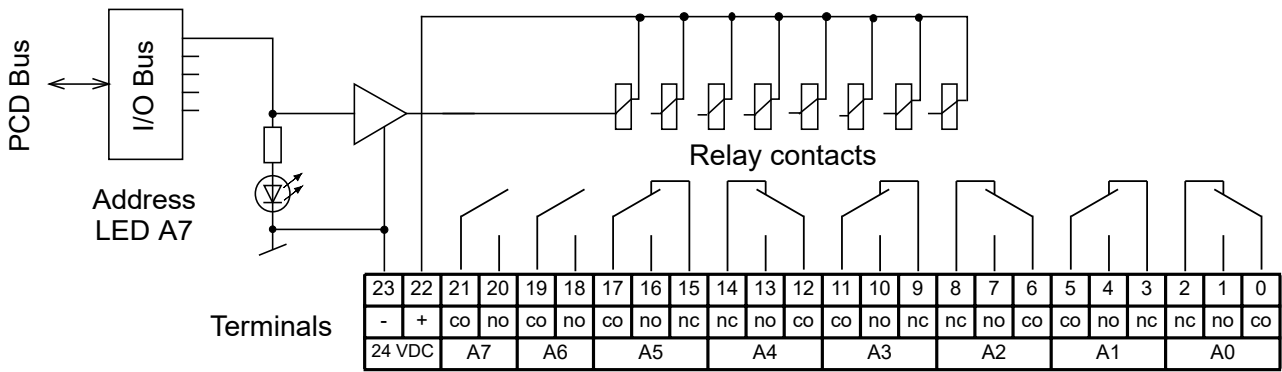 PCD Bus
I/O Bus
Relay contacts
Address
LED A7
23 22 21 20 19 18 17 16 15 14 13 12 11 10 9 8 7 6 5 4 3 2 1 0
Terminals
- + co no co no co no nc nc no co co no nc nc no co co no nc nc no co
24 VDC A7 A6 A5 A4 A3 A2 A1 A0